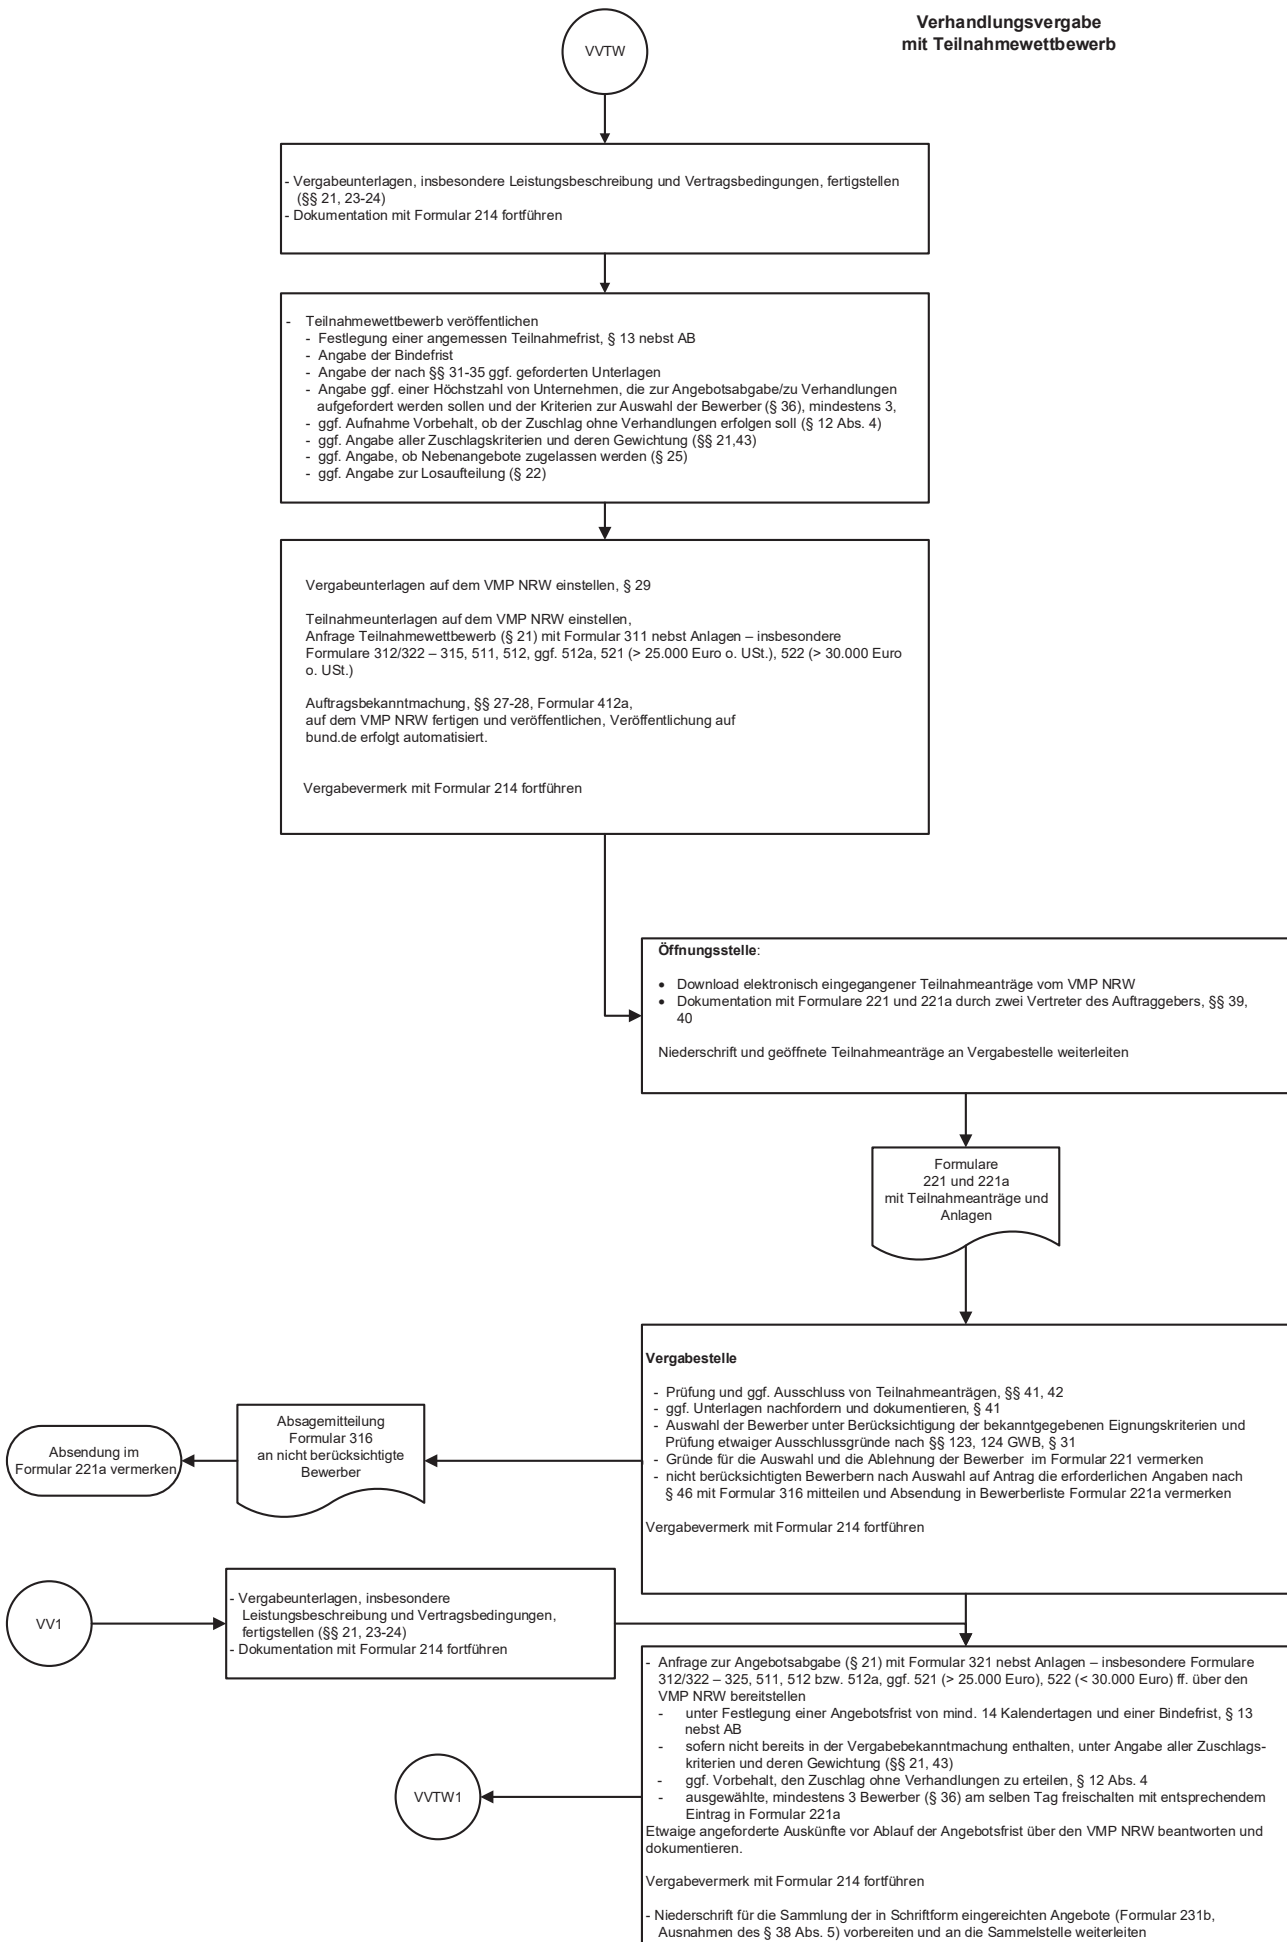 Verhandlungsvergabe
mit Teilnahmewettbewerb
VVTW
- Vergabeunterlagen, insbesondere Leistungsbeschreibung und Vertragsbedingungen, fertigstellen
(§§ 21, 23-24)
- Dokumentation mit Formular 214 fortführen
- Teilnahmewettbewerb veröffentlichen
- Festlegung einer angemessen Teilnahmefrist, § 13 nebst AB
- Angabe der Bindefrist
- Angabe der nach §§ 31-35 ggf. geforderten Unterlagen
- Angabe ggf. einer Höchstzahl von Unternehmen, die zur Angebotsabgabe/zu Verhandlungen
aufgefordert werden sollen und der Kriterien zur Auswahl der Bewerber (§ 36), mindestens 3,
- ggf. Aufnahme Vorbehalt, ob der Zuschlag ohne Verhandlungen erfolgen soll (§ 12 Abs. 4)
- ggf. Angabe aller Zuschlagskriterien und deren Gewichtung (§§ 21,43)
- ggf. Angabe, ob Nebenangebote zugelassen werden (§ 25)
- ggf. Angabe zur Losaufteilung (§ 22)
Vergabeunterlagen auf dem VMP NRW einstellen, § 29
Teilnahmeunterlagen auf dem VMP NRW einstellen,
Anfrage Teilnahmewettbewerb (§ 21) mit Formular 311 nebst Anlagen – insbesondere
Formulare 312/322 – 315, 511, 512, ggf. 512a, 521 (> 25.000 Euro o. USt.), 522 (> 30.000 Euro
o. USt.)
Auftragsbekanntmachung, §§ 27-28, Formular 412a,
auf dem VMP NRW fertigen und veröffentlichen, Veröffentlichung auf
bund.de erfolgt automatisiert.
Vergabevermerk mit Formular 214 fortführen
Öffnungsstelle:
• Download elektronisch eingegangener Teilnahmeanträge vom VMP NRW
• Dokumentation mit Formulare 221 und 221a durch zwei Vertreter des Auftraggebers, §§ 39,
40
Niederschrift und geöffnete Teilnahmeanträge an Vergabestelle weiterleiten
Formulare
221 und 221a
mit Teilnahmeanträge und
Anlagen
Vergabestelle
- Prüfung und ggf. Ausschluss von Teilnahmeanträgen, §§ 41, 42
- ggf. Unterlagen nachfordern und dokumentieren, § 41
- Auswahl der Bewerber unter Berücksichtigung der bekanntgegebenen Eignungskriterien und
Prüfung etwaiger Ausschlussgründe nach §§ 123, 124 GWB, § 31
- Gründe für die Auswahl und die Ablehnung der Bewerber im Formular 221 vermerken
- nicht berücksichtigten Bewerbern nach Auswahl auf Antrag die erforderlichen Angaben nach
§ 46 mit Formular 316 mitteilen und Absendung in Bewerberliste Formular 221a vermerken
Vergabevermerk mit Formular 214 fortführen
Absagemitteilung
Formular 316
an nicht berücksichtigte
Bewerber
Absendung im
Formular 221a vermerken
VV1
- Vergabeunterlagen, insbesondere
Leistungsbeschreibung und Vertragsbedingungen,
fertigstellen (§§ 21, 23-24)
- Dokumentation mit Formular 214 fortführen
- Anfrage zur Angebotsabgabe (§ 21) mit Formular 321 nebst Anlagen – insbesondere Formulare
312/322 – 325, 511, 512 bzw. 512a, ggf. 521 (> 25.000 Euro), 522 (< 30.000 Euro) ff. über den
VMP NRW bereitstellen
- unter Festlegung einer Angebotsfrist von mind. 14 Kalendertagen und einer Bindefrist, § 13
nebst AB
- sofern nicht bereits in der Vergabebekanntmachung enthalten, unter Angabe aller Zuschlags-
kriterien und deren Gewichtung (§§ 21, 43)
- ggf. Vorbehalt, den Zuschlag ohne Verhandlungen zu erteilen, § 12 Abs. 4
- ausgewählte, mindestens 3 Bewerber (§ 36) am selben Tag freischalten mit entsprechendem
Eintrag in Formular 221a
Etwaige angeforderte Auskünfte vor Ablauf der Angebotsfrist über den VMP NRW beantworten und
dokumentieren.
Vergabevermerk mit Formular 214 fortführen
- Niederschrift für die Sammlung der in Schriftform eingereichten Angebote (Formular 231b,
Ausnahmen des § 38 Abs. 5) vorbereiten und an die Sammelstelle weiterleiten
VVTW1